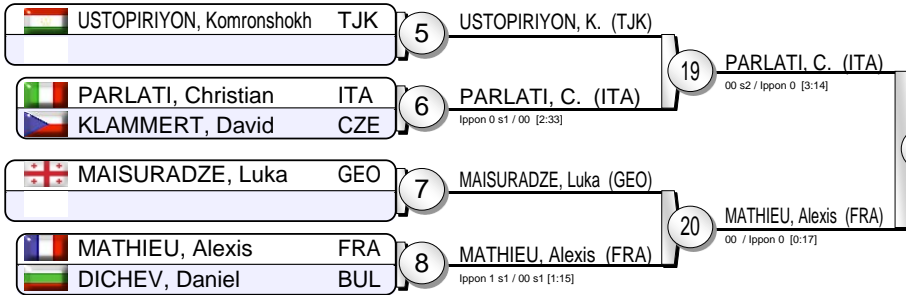 USTOPIRIYON, Komronshokh TJK
5
USTOPIRIYON, K. (TJK)
19
PARLATI, C. (ITA)
00 s2 / Ippon 0 [3:14]
PARLATI, Christian ITA
KLAMMERT, David CZE
6
PARLATI, C. (ITA)
Ippon 0 s1 / 00 [2:33]
MAISURADZE, Luka GEO
7
MAISURADZE, Luka (GEO)
20
MATHIEU, Alexis (FRA)
00 / Ippon 0 [0:17]
MATHIEU, Alexis FRA
DICHEV, Daniel BUL
8
MATHIEU, Alexis (FRA)
Ippon 1 s1 / 00 s1 [1:15]